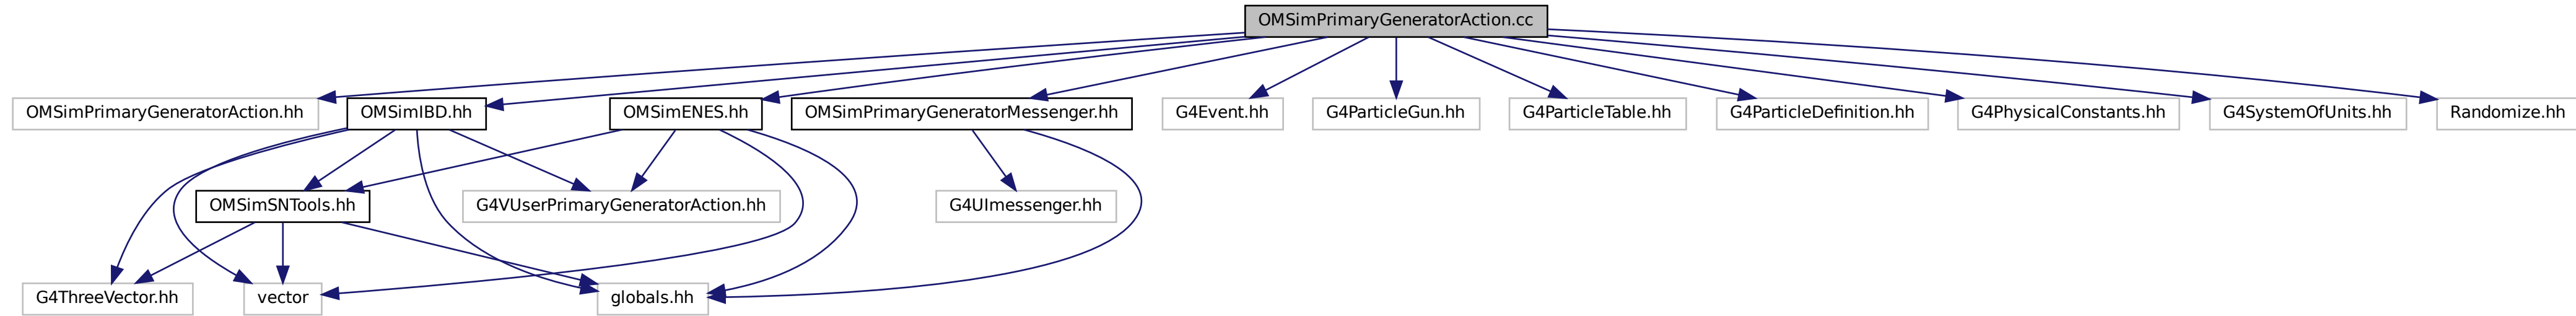 OMSimPrimaryGeneratorAction.cc
OMSimPrimaryGeneratorAction.hh
OMSimIBD.hh
OMSimENES.hh
OMSimPrimaryGeneratorMessenger.hh
G4Event.hh
G4ParticleGun.hh
G4ParticleTable.hh
G4ParticleDefinition.hh
G4PhysicalConstants.hh
G4SystemOfUnits.hh
Randomize.hh
OMSimSNTools.hh
G4VUserPrimaryGeneratorAction.hh
G4UImessenger.hh
G4ThreeVector.hh
vector
globals.hh